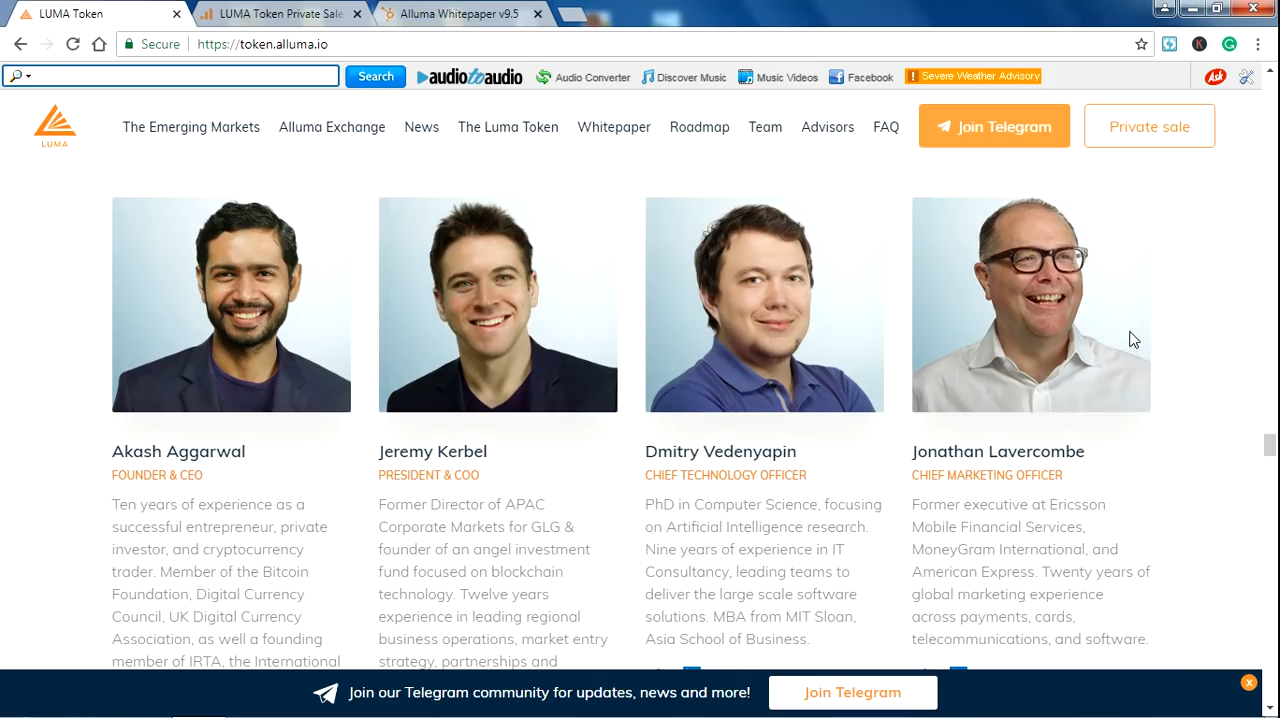 LUMA Token
LUMA Token Private Sale
Alluma Whitepaper v9.5
Secure
https://token.alluma.io
K
Search
audiotoaudio
Audio Converter
Discover Music
Music Videos
Facebook
Severe Weather Advisory
Ask
LUMA
The Emerging Markets
Alluma Exchange
News
The Luma Token
Whitepaper
Roadmap
Team
Advisors
FAQ
Join Telegram
Private sale
Akash Aggarwal
FOUNDER & CEO
Ten years of experience as a
successful entrepreneur, private
investor, and cryptocurrency
trader. Member of the Bitcoin
Foundation, Digital Currency
Council, UK Digital Currency
Association, as well a founding
member of IRTA, the International
Jeremy Kerbel
PRESIDENT & COO
Former Director of APAC
Corporate Markets for GLG &
founder of an angel investment
fund focused on blockchain
technology. Twelve years
experience in leading regional
business operations, market entry
strategy, partnerships and
Dmitry Vedenyapin
CHIEF TECHNOLOGY OFFICER
PhD in Computer Science, focusing
on Artificial Intelligence research.
Nine years of experience in IT
Consultancy, leading teams to
deliver the large scale software
solutions. MBA from MIT Sloan,
Asia School of Business.
Jonathan Lavercombe
CHIEF MARKETING OFFICER
Former executive at Ericsson
Mobile Financial Services,
MoneyGram International, and
American Express. Twenty years of
global marketing experience
across payments, cards,
telecommunications, and software.
Join our Telegram community for updates, news and more!
Join Telegram